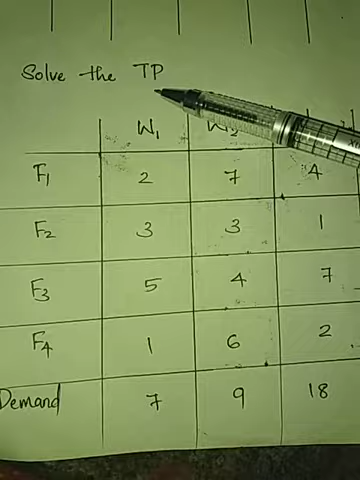 Solve the TP
W1 W2
F1 2 7 4
F2 3 3 1
F3 5 4 7
F4 1 6 2
Demand 7 9 18